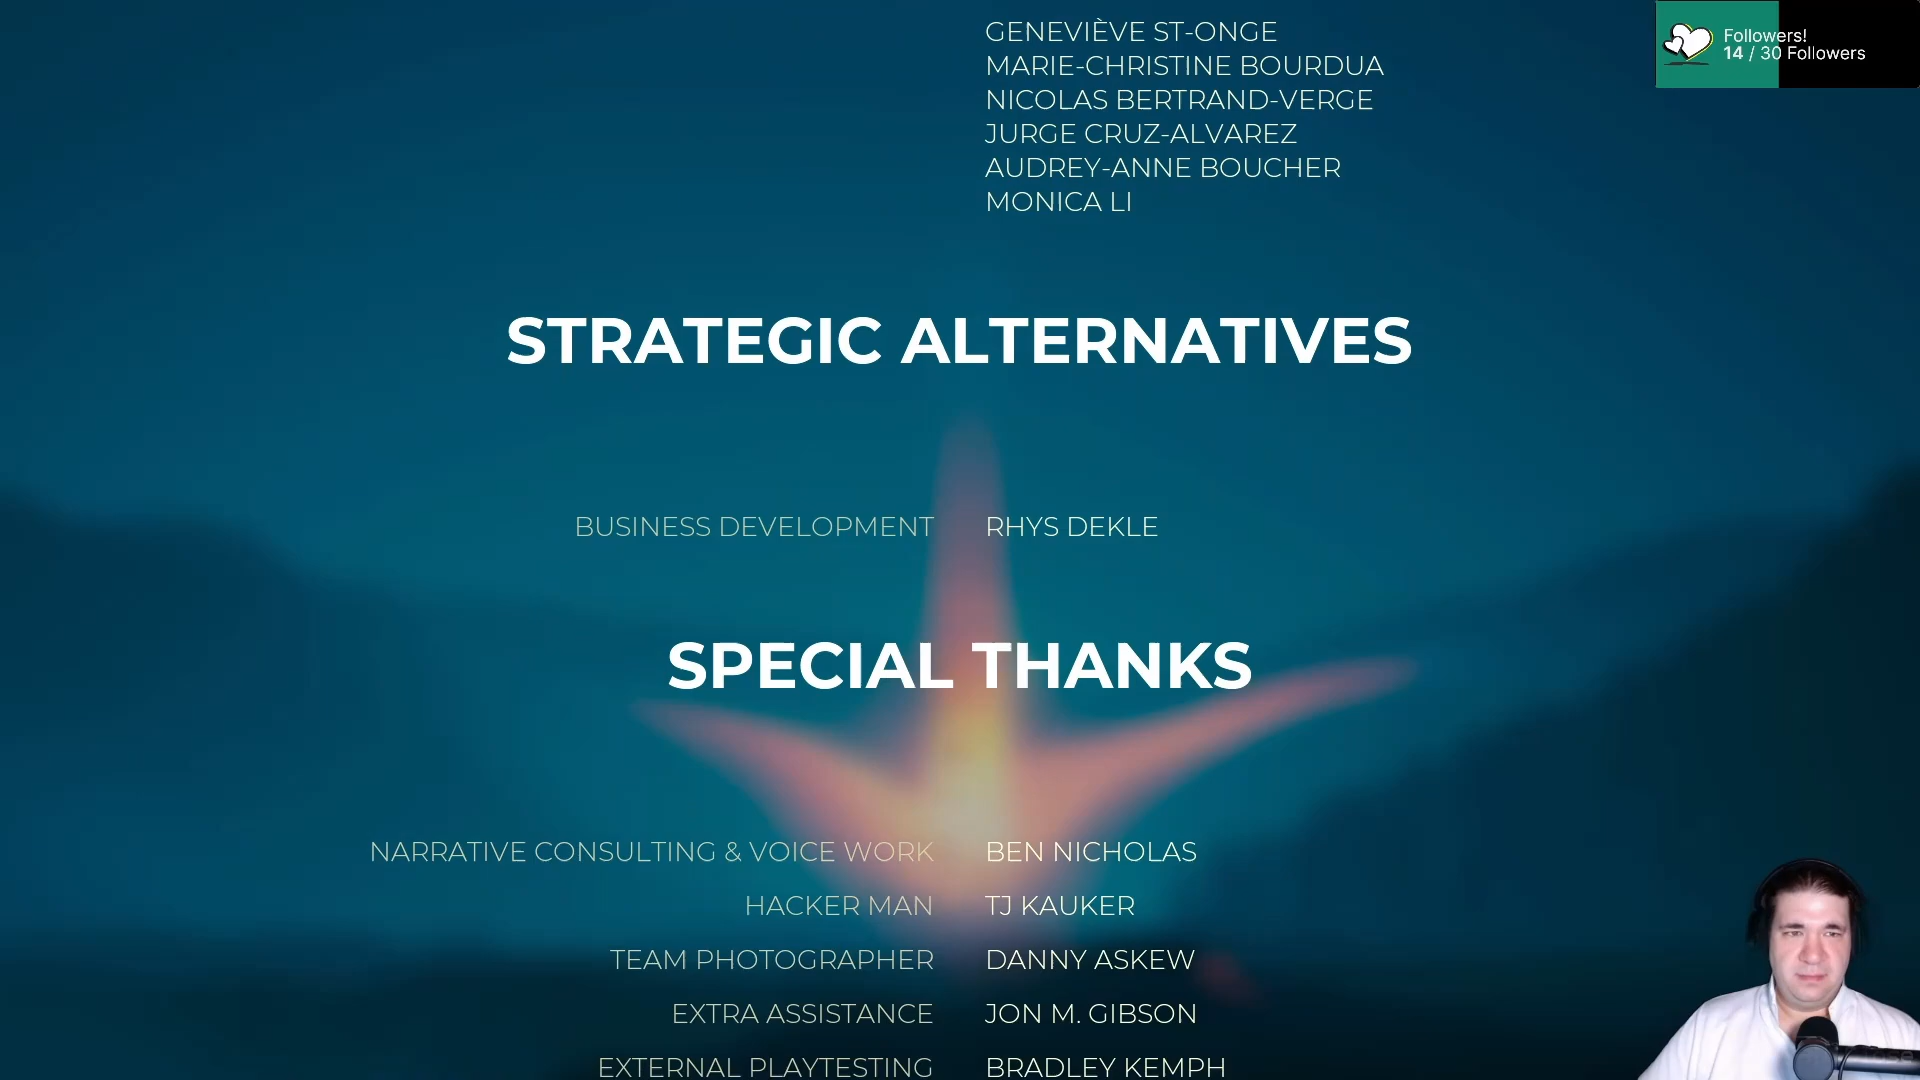 GENEVIÈVE ST-ONGE
MARIE-CHRISTINE BOURDUA
NICOLAS BERTRAND-VERGE
JURGE CRUZ-ALVAREZ
AUDREY-ANNE BOUCHER
MONICA LI
Followers!
14 / 30 Followers
STRATEGIC ALTERNATIVES
BUSINESS DEVELOPMENT RHYS DEKLE
SPECIAL THANKS
NARRATIVE CONSULTING & VOICE WORK BEN NICHOLAS
HACKER MAN TJ KAUKER
TEAM PHOTOGRAPHER DANNY ASKEW
EXTRA ASSISTANCE JON M. GIBSON
EXTERNAL PLAYTESTING BRADLEY KEMPH